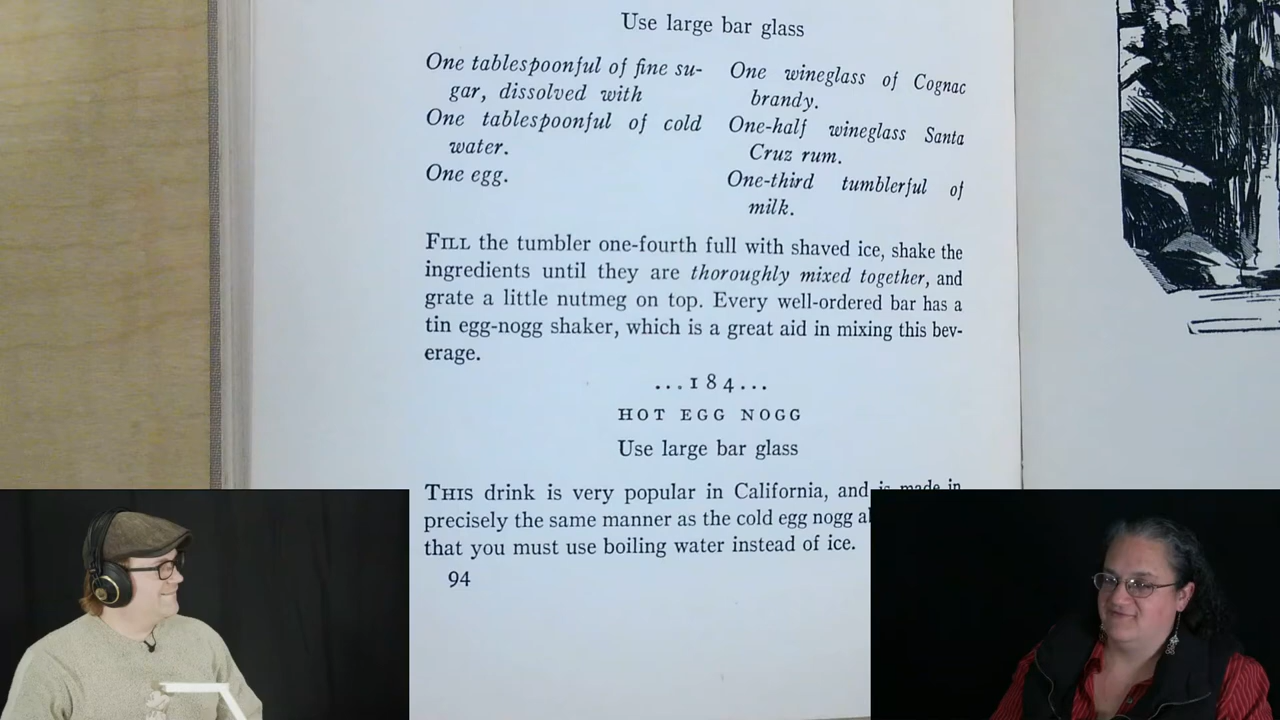 Use large bar glass
One tablespoonful of fine su-
gar, dissolved with
One tablespoonful of cold
water.
One egg.
One wineglass of Cognac
brandy.
One-half wineglass Santa
Cruz rum.
One-third tumblerful of
milk.
FILL the tumbler one-fourth full with shaved ice, shake the
ingredients until they are thoroughly mixed together, and
grate a little nutmeg on top. Every well-ordered bar has a
tin egg-nogg shaker, which is a great aid in mixing this bev-
erage.
...184...
HOT EGG NOGG
Use large bar glass
THIS drink is very popular in California, and is made in
precisely the same manner as the cold egg nogg
that you must use boiling water instead of ice.
94